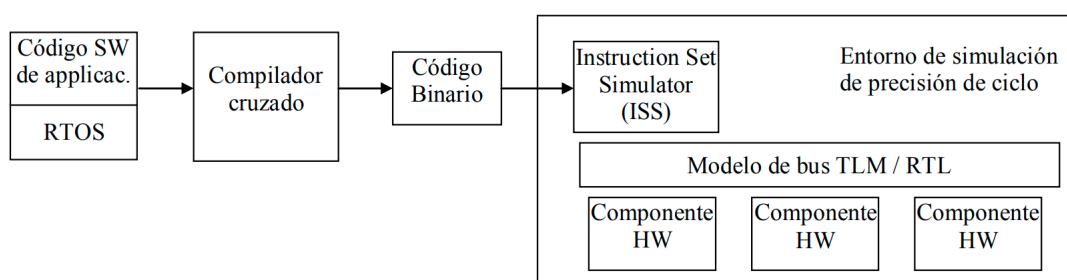 Código SW
de applicac.
RTOS
Compilador
cruzado
Código
Binario
Instruction Set
Simulator
(ISS)
Entorno de simulación
de precisión de ciclo
Modelo de bus TLM / RTL
Componente
HW
Componente
HW
Componente
HW